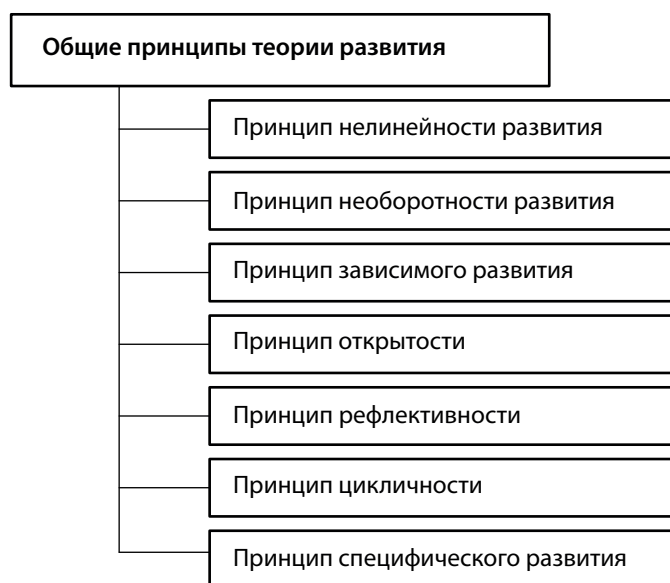 Общие принципы теории развития
Принцип нелинейности развития
Принцип необоротности развития
Принцип зависимого развития
Принцип открытости
Принцип рефлективности
Принцип цикличности
Принцип специфического развития